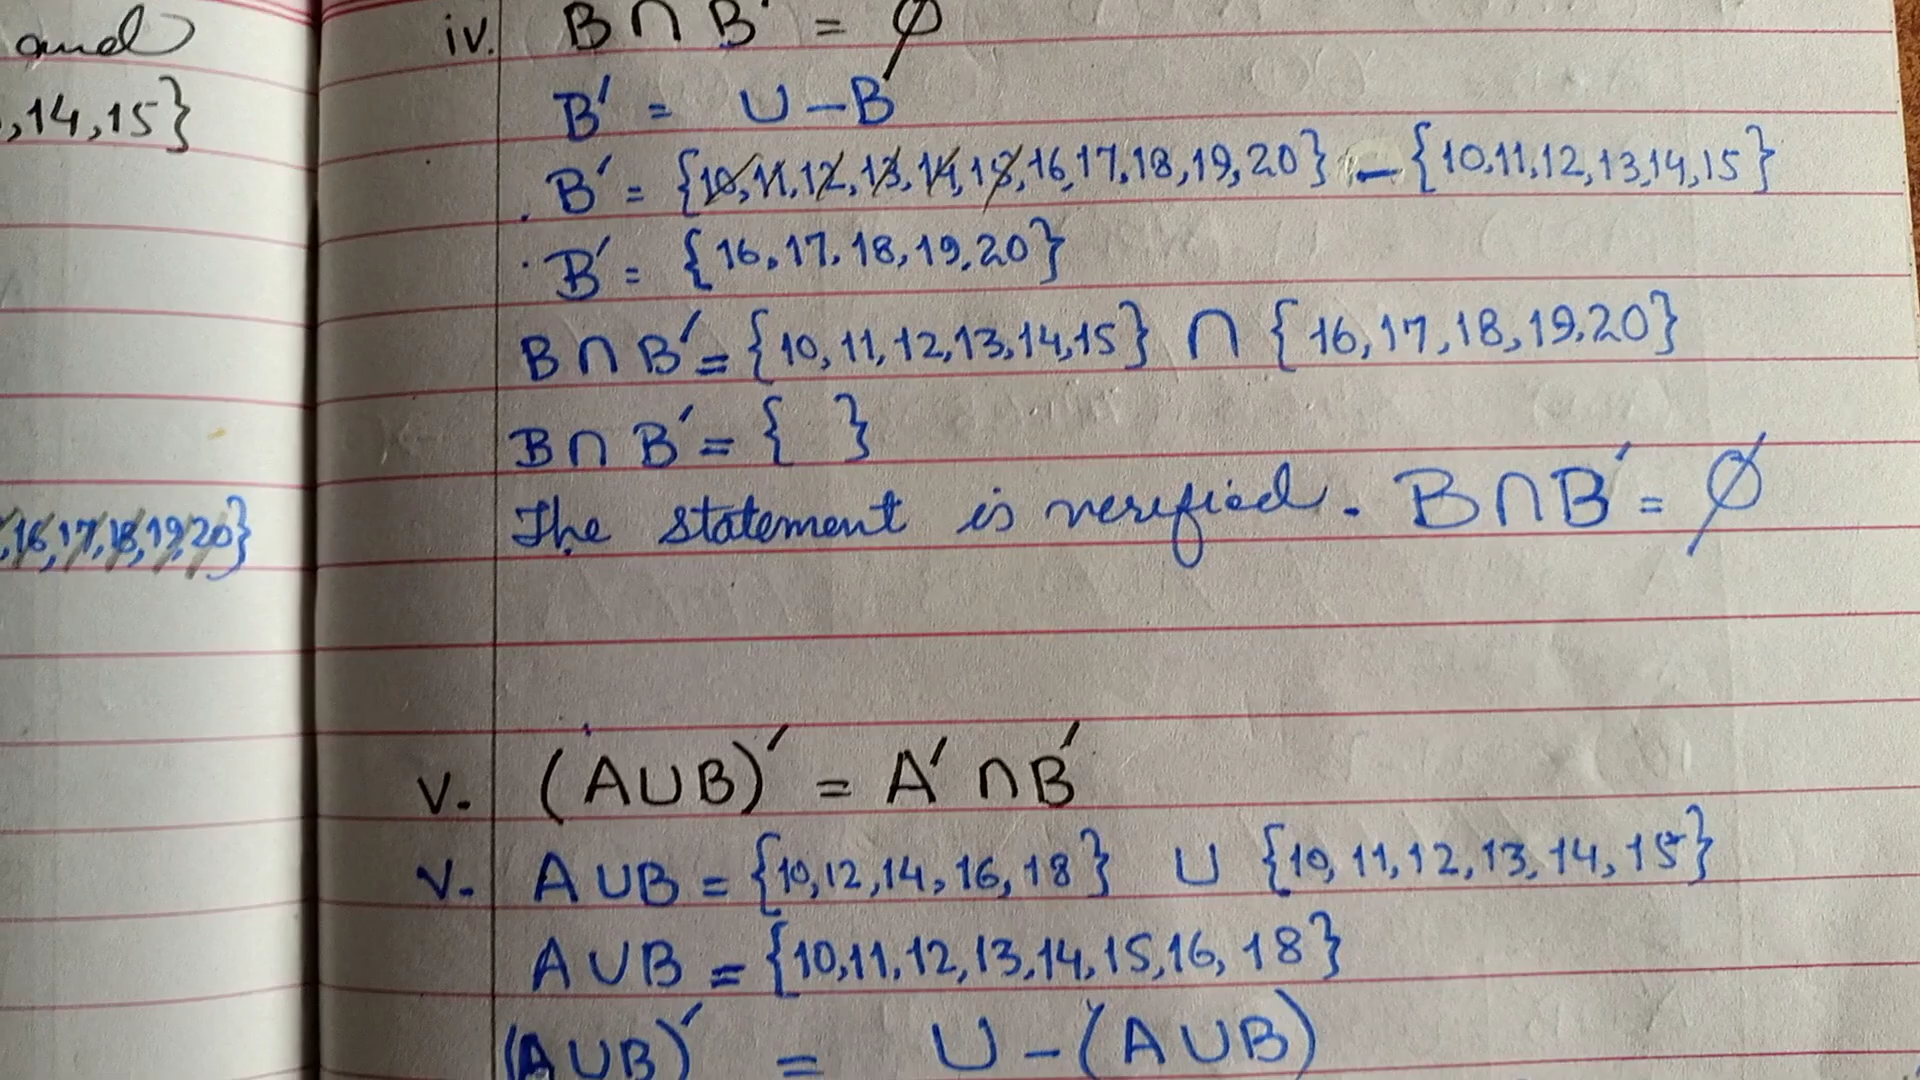 and
,14,15}
,16,17,18,19,20}
iv. B∩B' = ∅
B' = U-B
B' = {10,11,12,13,14,15,16,17,18,19,20} - {10,11,12,13,14,15}
B' = {16,17,18,19,20}
B∩B' = {10,11,12,13,14,15} ∩ {16,17,18,19,20}
B∩B' = { }
The statement is verified. B∩B' = ∅
v. (A∪B)' = A'∩B'
v. A∪B = {10,12,14,16,18} ∪ {10,11,12,13,14,15}
A∪B = {10,11,12,13,14,15,16,18}
(A∪B)' = U-(A∪B)